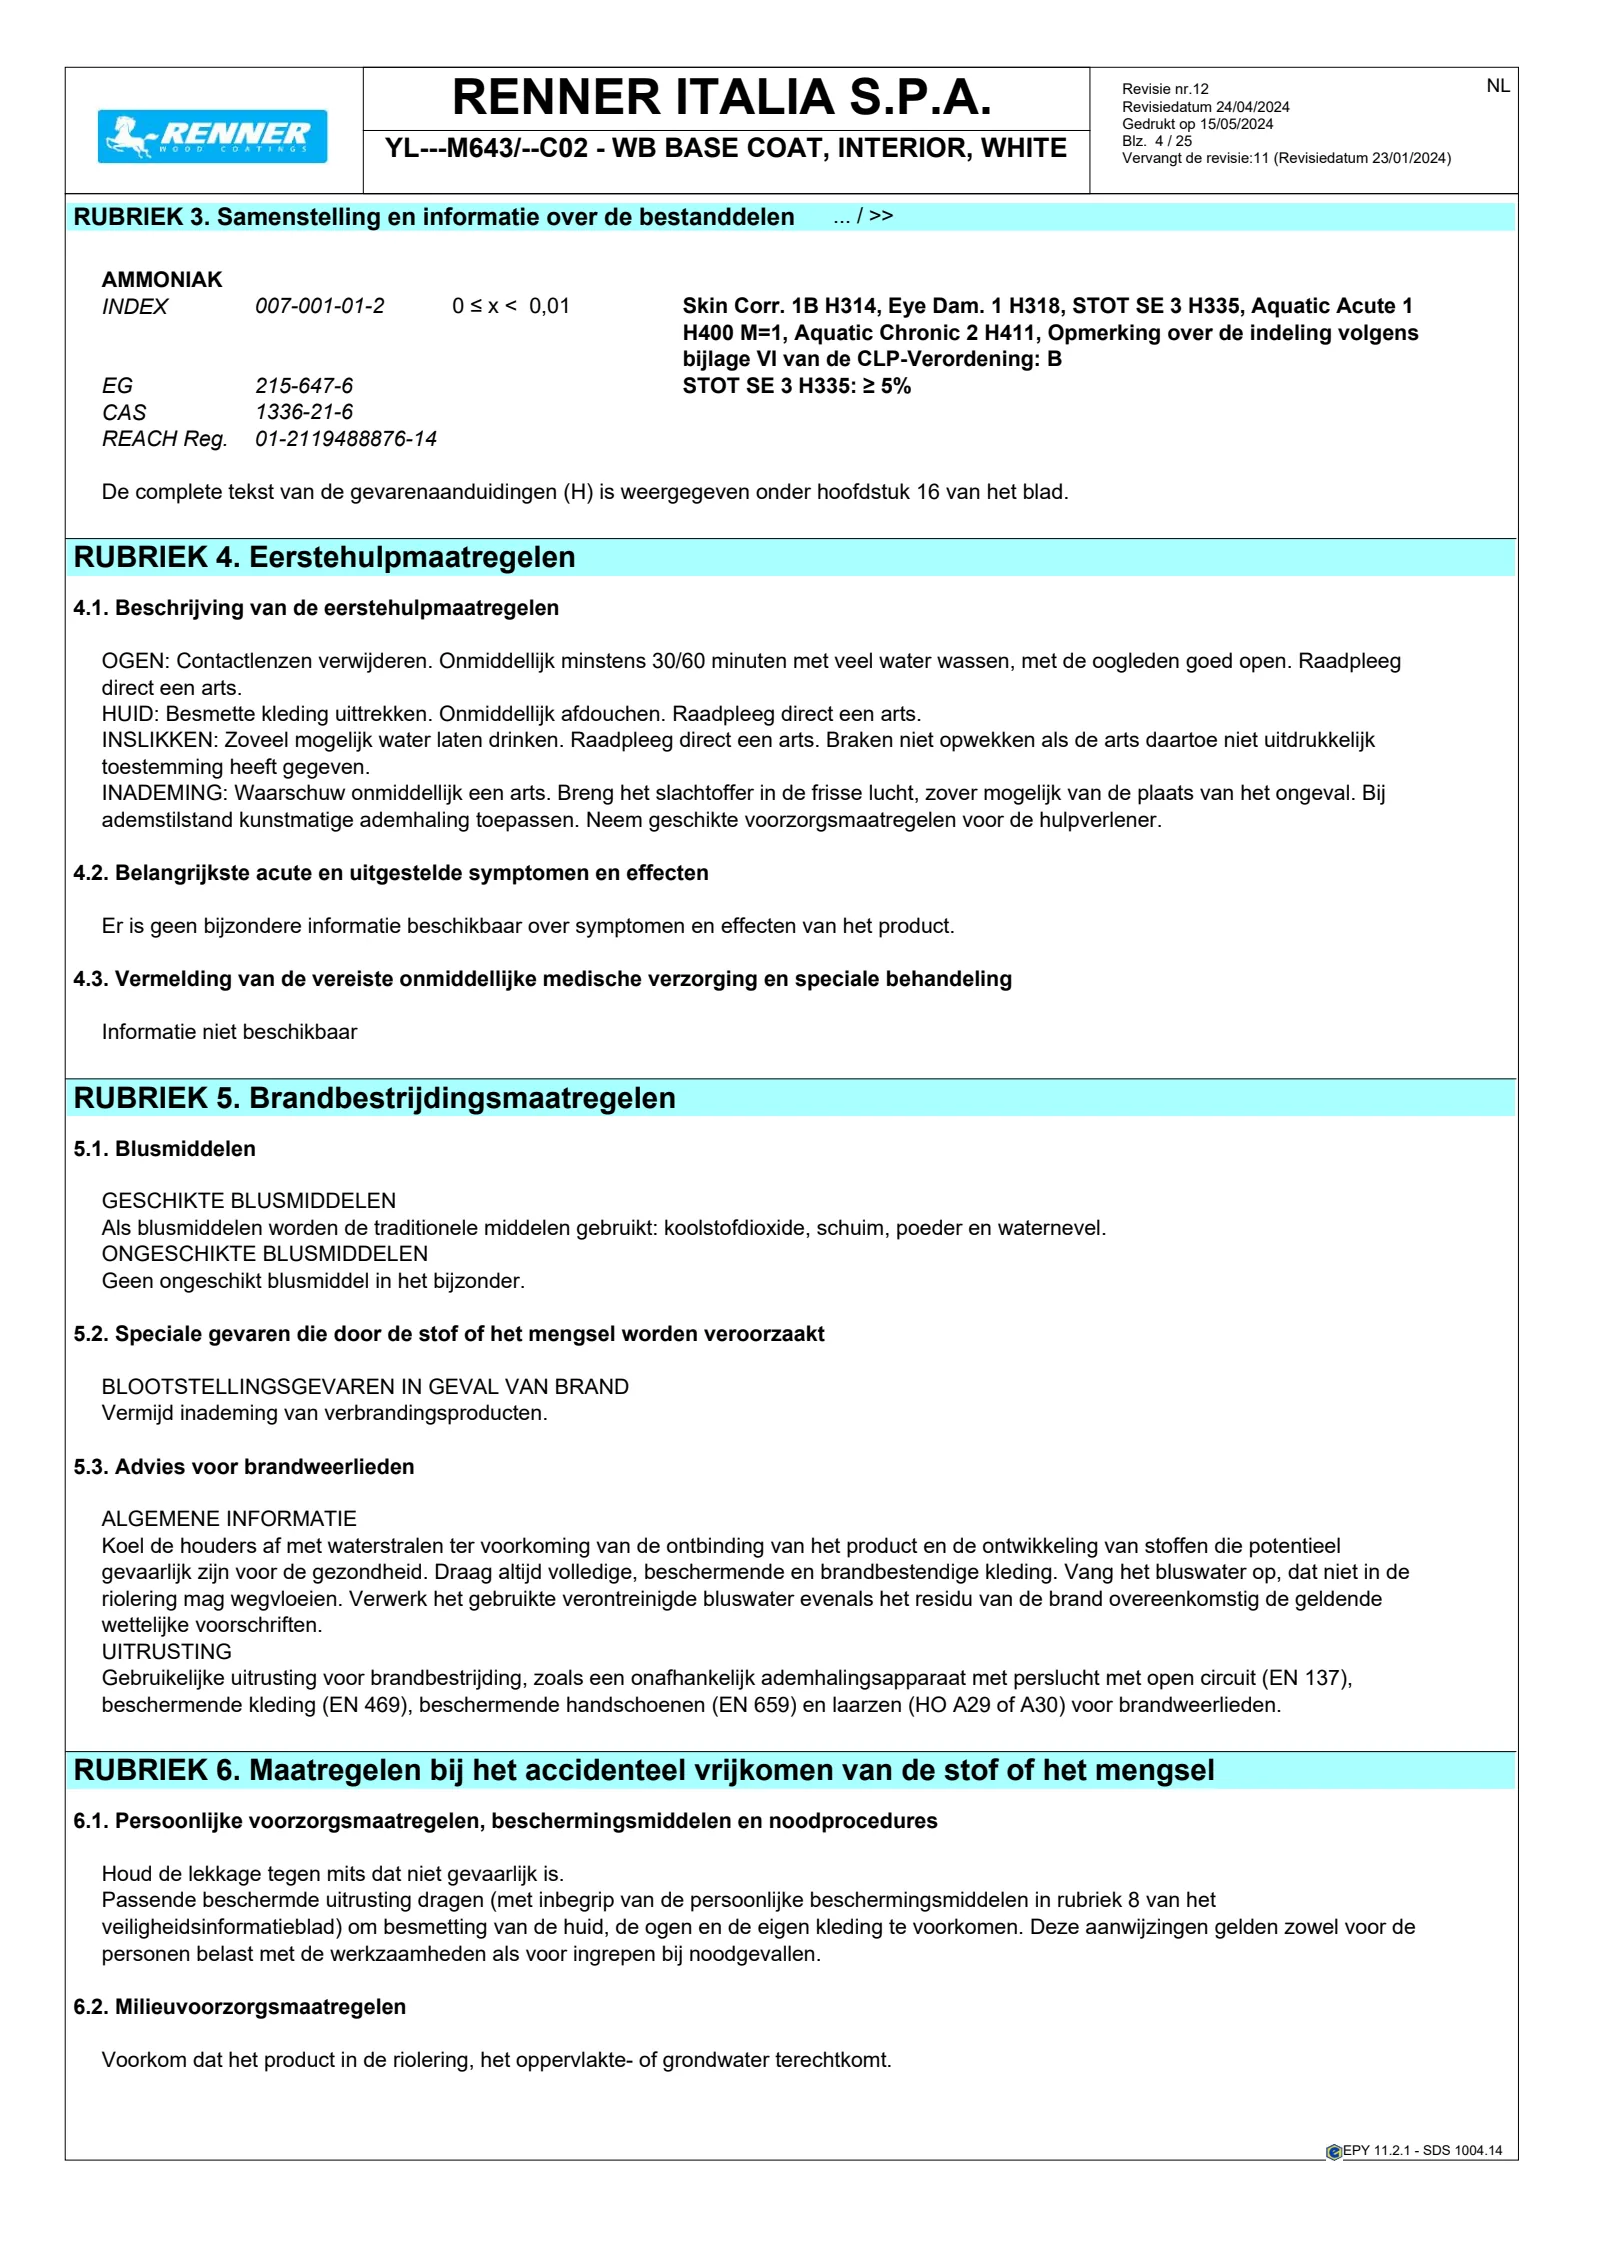 RENNER
WOOD COATINGS
RENNER ITALIA S.P.A.
YL---M643/--C02 - WB BASE COAT, INTERIOR, WHITE
Revisie nr.12
Revisiedatum 24/04/2024
Gedrukt op 15/05/2024
Blz. 4 / 25
Vervangt de revisie:11 (Revisiedatum 23/01/2024)
NL
RUBRIEK 3. Samenstelling en informatie over de bestanddelen ... / >>
AMMONIAK
INDEX 007-001-01-2 0 ≤ x < 0,01 Skin Corr. 1B H314, Eye Dam. 1 H318, STOT SE 3 H335, Aquatic Acute 1
H400 M=1, Aquatic Chronic 2 H411, Opmerking over de indeling volgens
bijlage VI van de CLP-Verordening: B
EG 215-647-6 STOT SE 3 H335: ≥ 5%
CAS 1336-21-6
REACH Reg. 01-2119488876-14
De complete tekst van de gevarenaanduidingen (H) is weergegeven onder hoofdstuk 16 van het blad.
RUBRIEK 4. Eerstehulpmaatregelen
4.1. Beschrijving van de eerstehulpmaatregelen
OGEN: Contactlenzen verwijderen. Onmiddellijk minstens 30/60 minuten met veel water wassen, met de oogleden goed open. Raadpleeg
direct een arts.
HUID: Besmette kleding uittrekken. Onmiddellijk afdouchen. Raadpleeg direct een arts.
INSLIKKEN: Zoveel mogelijk water laten drinken. Raadpleeg direct een arts. Braken niet opwekken als de arts daartoe niet uitdrukkelijk
toestemming heeft gegeven.
INADEMING: Waarschuw onmiddellijk een arts. Breng het slachtoffer in de frisse lucht, zover mogelijk van de plaats van het ongeval. Bij
ademstilstand kunstmatige ademhaling toepassen. Neem geschikte voorzorgsmaatregelen voor de hulpverlener.
4.2. Belangrijkste acute en uitgestelde symptomen en effecten
Er is geen bijzondere informatie beschikbaar over symptomen en effecten van het product.
4.3. Vermelding van de vereiste onmiddellijke medische verzorging en speciale behandeling
Informatie niet beschikbaar
RUBRIEK 5. Brandbestrijdingsmaatregelen
5.1. Blusmiddelen
GESCHIKTE BLUSMIDDELEN
Als blusmiddelen worden de traditionele middelen gebruikt: koolstofdioxide, schuim, poeder en waternevel.
ONGESCHIKTE BLUSMIDDELEN
Geen ongeschikt blusmiddel in het bijzonder.
5.2. Speciale gevaren die door de stof of het mengsel worden veroorzaakt
BLOOTSTELLINGSGEVAREN IN GEVAL VAN BRAND
Vermijd inademing van verbrandingsproducten.
5.3. Advies voor brandweerlieden
ALGEMENE INFORMATIE
Koel de houders af met waterstralen ter voorkoming van de ontbinding van het product en de ontwikkeling van stoffen die potentieel
gevaarlijk zijn voor de gezondheid. Draag altijd volledige, beschermende en brandbestendige kleding. Vang het bluswater op, dat niet in de
riolering mag wegvloeien. Verwerk het gebruikte verontreinigde bluswater evenals het residu van de brand overeenkomstig de geldende
wettelijke voorschriften.
UITRUSTING
Gebruikelijke uitrusting voor brandbestrijding, zoals een onafhankelijk ademhalingsapparaat met perslucht met open circuit (EN 137),
beschermende kleding (EN 469), beschermende handschoenen (EN 659) en laarzen (HO A29 of A30) voor brandweerlieden.
RUBRIEK 6. Maatregelen bij het accidenteel vrijkomen van de stof of het mengsel
6.1. Persoonlijke voorzorgsmaatregelen, beschermingsmiddelen en noodprocedures
Houd de lekkage tegen mits dat niet gevaarlijk is.
Passende beschermde uitrusting dragen (met inbegrip van de persoonlijke beschermingsmiddelen in rubriek 8 van het
veiligheidsinformatieblad) om besmetting van de huid, de ogen en de eigen kleding te voorkomen. Deze aanwijzingen gelden zowel voor de
personen belast met de werkzaamheden als voor ingrepen bij noodgevallen.
6.2. Milieuvoorzorgsmaatregelen
Voorkom dat het product in de riolering, het oppervlakte- of grondwater terechtkomt.
EPY 11.2.1 - SDS 1004.14